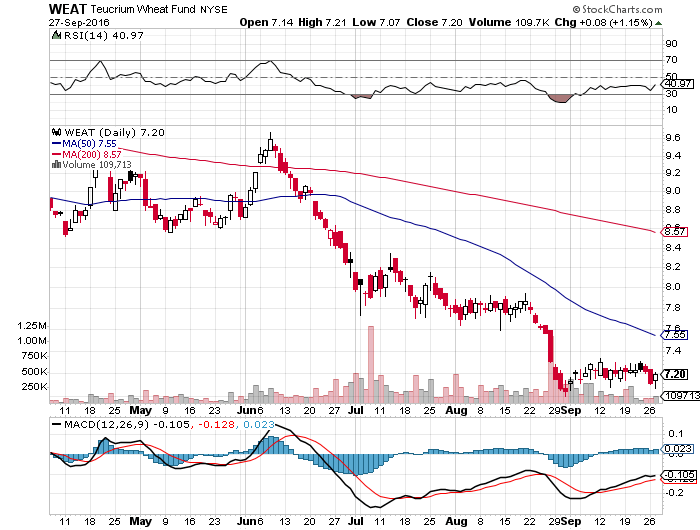 WEAT Teucrium Wheat Fund NYSE
© StockCharts.com
27-Sep-2016
Open 7.14 High 7.21 Low 7.07 Close 7.20 Volume 109.7K Chg +0.08 (+1.15%)
RSI(14) 40.97
90
70
50
40.97
30
10
WEAT (Daily) 7.20
MA(50) 7.55
MA(200) 8.57
Volume 109,713
9.6
9.4
9.2
9.0
8.8
8.57
8.4
8.2
8.0
7.8
7.6
7.55
7.4
7.20
109713
1.25M
1.00M
750K
500K
250K
11 18 25 May 9 16 23 Jun 6 13 20 27 Jul 11 18 25 Aug 8 15 22 29 Sep 12 19 26
MACD(12,26,9) -0.105, -0.128, 0.023
0.1
0.023
0.0
-0.105
-0.2
11 18 25 May 9 16 23 Jun 6 13 20 27 Jul 11 18 25 Aug 8 15 22 29 Sep 12 19 26